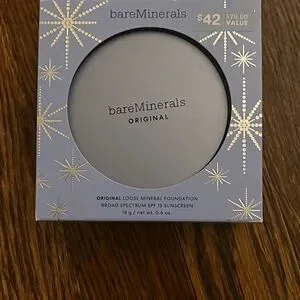 bareMinerals
$42
$78.00
VALUE
bareMinerals
ORIGINAL
ORIGINAL LOOSE MINERAL FOUNDATION
BROAD SPECTRUM SPF 15 SUNSCREEN
18 g / net wt. 0.6 oz.